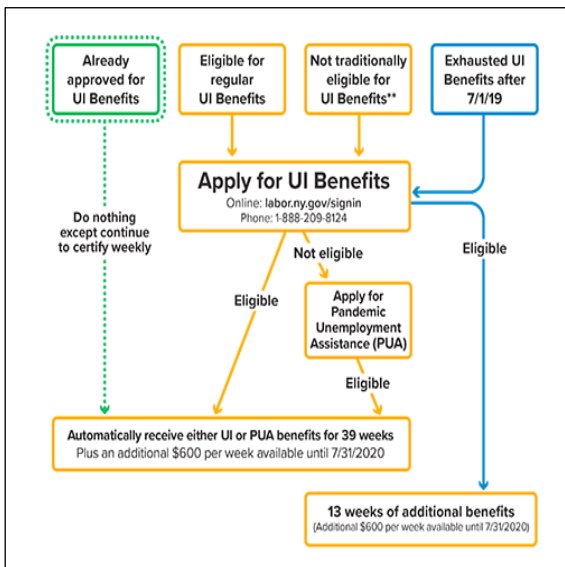 Already
approved for
UI Benefits
Eligible for
regular
UI Benefits
Not traditionally
eligible for
UI Benefits**
Exhausted UI
Benefits after
7/1/19
Apply for UI Benefits
Online: labor.ny.gov/signin
Phone: 1-888-209-8124
Do nothing
except continue
to certify weekly
Not eligible
Eligible
Eligible
Apply for
Pandemic
Unemployment
Assistance (PUA)
Eligible
Automatically receive either UI or PUA benefits for 39 weeks
Plus an additional $600 per week available until 7/31/2020
13 weeks of additional benefits
(Additional $600 per week available until 7/31/2020)